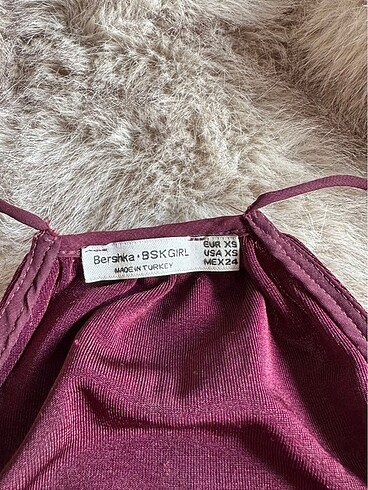 Bershka • BSKGIRL
MADE IN TURKEY
EUR XS
USA XS
MEX 24